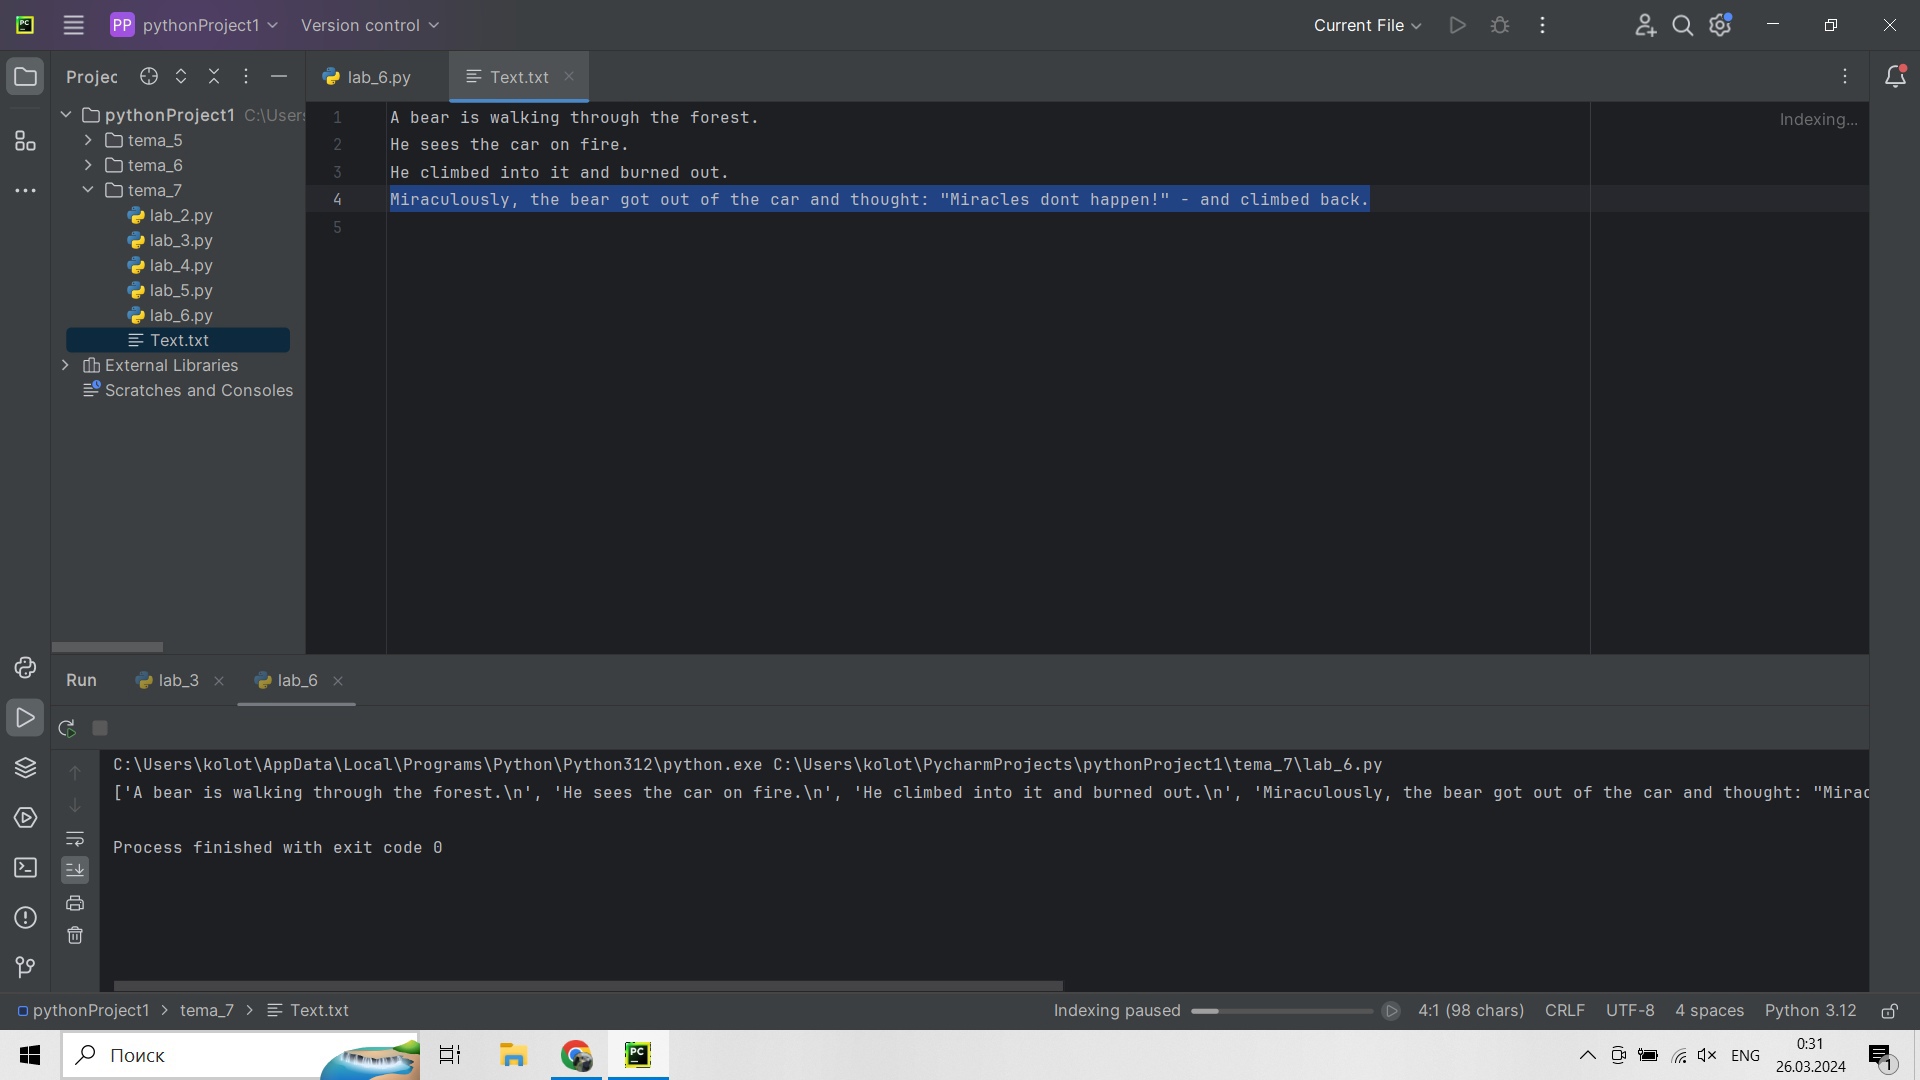 PC
PP pythonProject1 Version control Current File
Projec
lab_6.py Text.txt
pythonProject1 C:\Users
tema_5
tema_6
tema_7
lab_2.py
lab_3.py
lab_4.py
lab_5.py
lab_6.py
Text.txt
External Libraries
Scratches and Consoles
1 A bear is walking through the forest.
Indexing...
2 He sees the car on fire.
3 He climbed into it and burned out.
4 Miraculously, the bear got out of the car and thought: "Miracles dont happen!" - and climbed back.
5
Run lab_3 lab_6
C:\Users\kolot\AppData\Local\Programs\Python\Python312\python.exe C:\Users\kolot\PycharmProjects\pythonProject1\tema_7\lab_6.py
['A bear is walking through the forest.\n', 'He sees the car on fire.\n', 'He climbed into it and burned out.\n', 'Miraculously, the bear got out of the car and thought: "Mirac
Process finished with exit code 0
pythonProject1 > tema_7 > Text.txt Indexing paused 4:1 (98 chars) CRLF UTF-8 4 spaces Python 3.12
Поиск PC ENG 0:31
26.03.2024 1